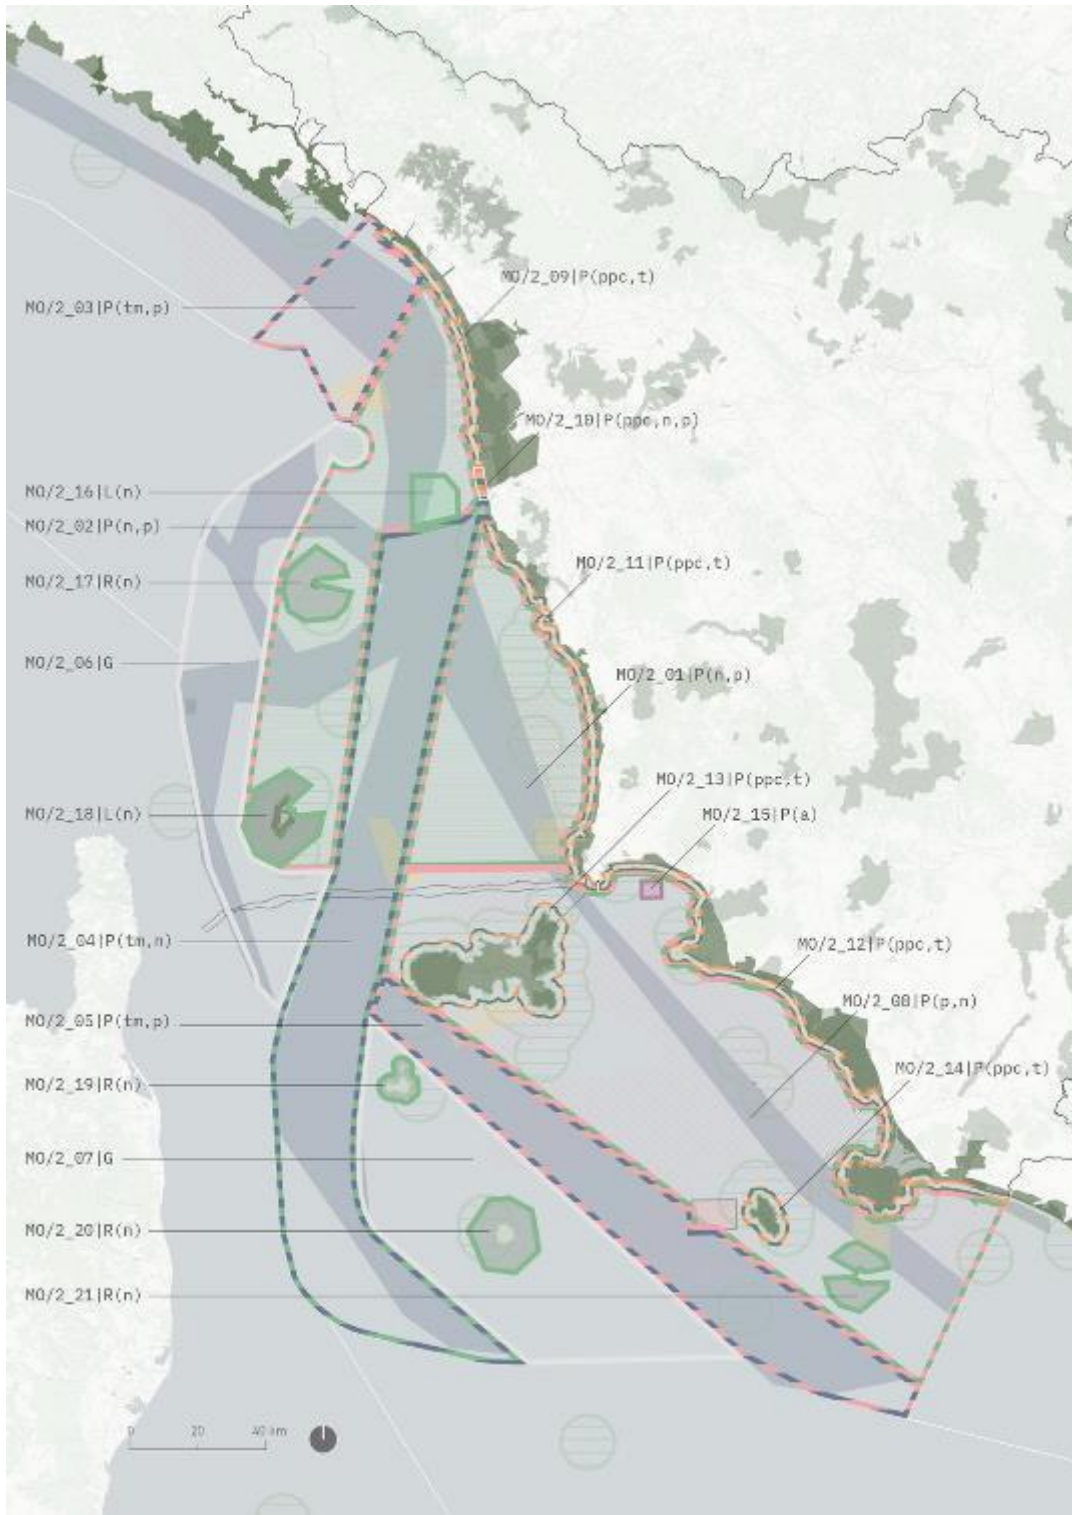 MO/2_09|P(ppc,t)
MO/2_03|P(tm,p)
MO/2_10|P(ppc,n,p)
MO/2_16|L(n)
MO/2_02|P(n,p)
MO/2_11|P(ppc,t)
MO/2_17|R(n)
MO/2_06|G
MO/2_01|P(n,p)
MO/2_13|P(ppc,t)
MO/2_18|L(n)
MO/2_15|P(a)
MO/2_04|P(tm,n)
MO/2_12|P(ppc,t)
MO/2_08|P(p,n)
MO/2_05|P(tm,p)
MO/2_14|P(ppc,t)
MO/2_19|R(n)
MO/2_07|G
MO/2_20|R(n)
MO/2_21|R(n)
0 20 40 km